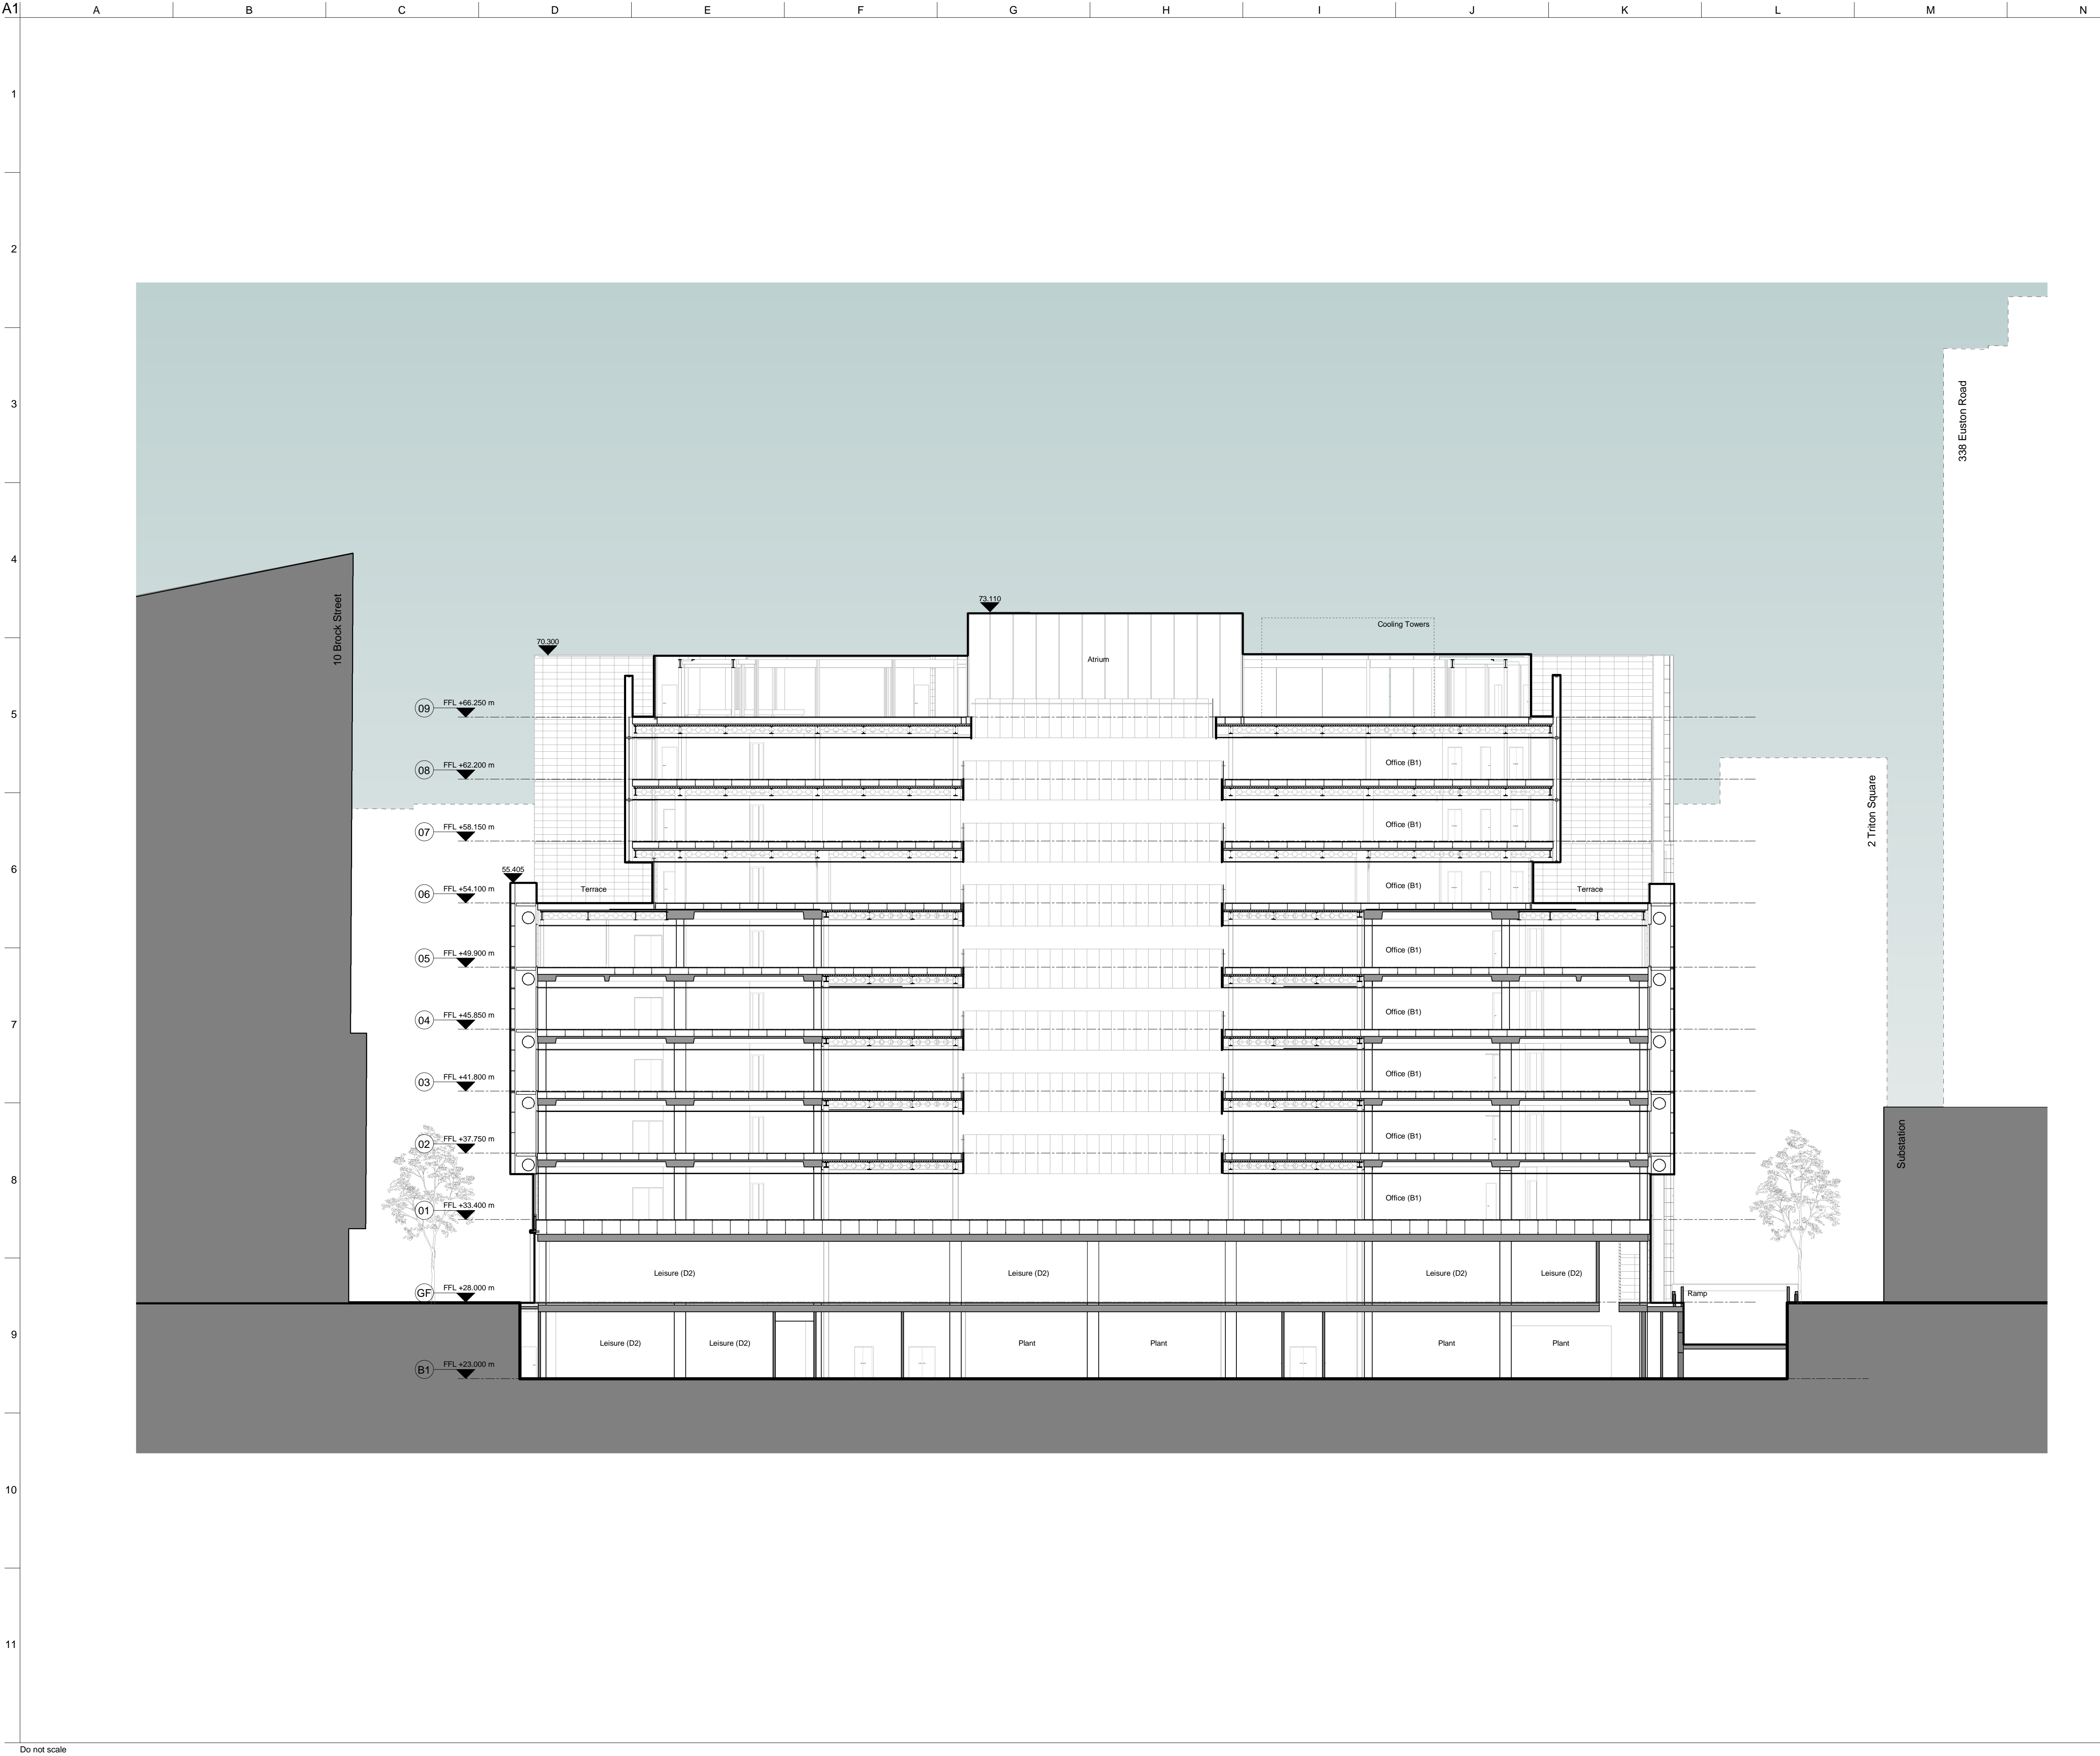 A1 A B C D E F G H I J K L M N
1
2
3
338 Euston Road
4
10 Brock Street
73.110
Cooling Towers
70.300
Atrium
5
09 FFL +66.250 m
08 FFL +62.200 m
Office (B1)
2 Triton Square
07 FFL +58.150 m
Office (B1)
6
55.405
06 FFL +54.100 m
Terrace
Office (B1)
Terrace
05 FFL +49.900 m
Office (B1)
7
04 FFL +45.850 m
Office (B1)
03 FFL +41.800 m
Office (B1)
02 FFL +37.750 m
Office (B1)
Substation
8
01 FFL +33.400 m
Office (B1)
Leisure (D2) Leisure (D2) Leisure (D2) Leisure (D2)
GF FFL +28.000 m
Ramp
9
Leisure (D2) Leisure (D2) Plant Plant Plant Plant
B1 FFL +23.000 m
10
11
Do not scale